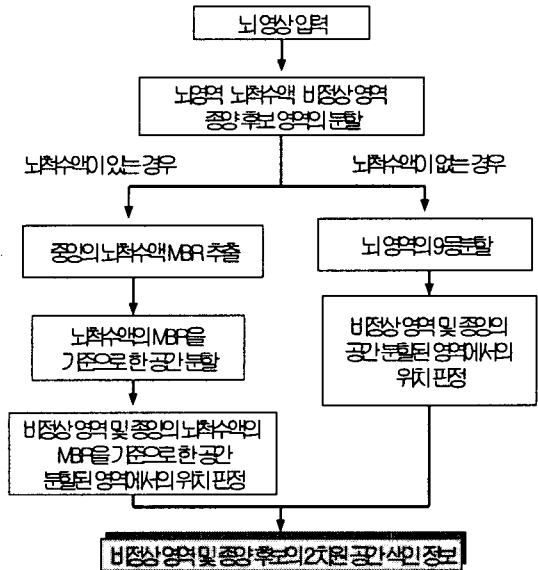 뇌 영상 입력
뇌영역 뇌척수액 비정상 영역
종양 후보 영역의 분할
뇌척수액이 있는 경우
뇌척수액이 없는 경우
중앙의 뇌척수액 MBR 추출
뇌 영역의 9등분할
뇌척수액의 MBR을
기준으로 한 공간 분할
비정상 영역 및 종양의
공간 분할된 영역에서의
위치 판정
비정상 영역 및 종양의 뇌척수액의
MBR을 기준으로 한 공간
분할된 영역에서의 위치 판정
비정상 영역 및 종양 후보의 2차원 공간 색인 정보